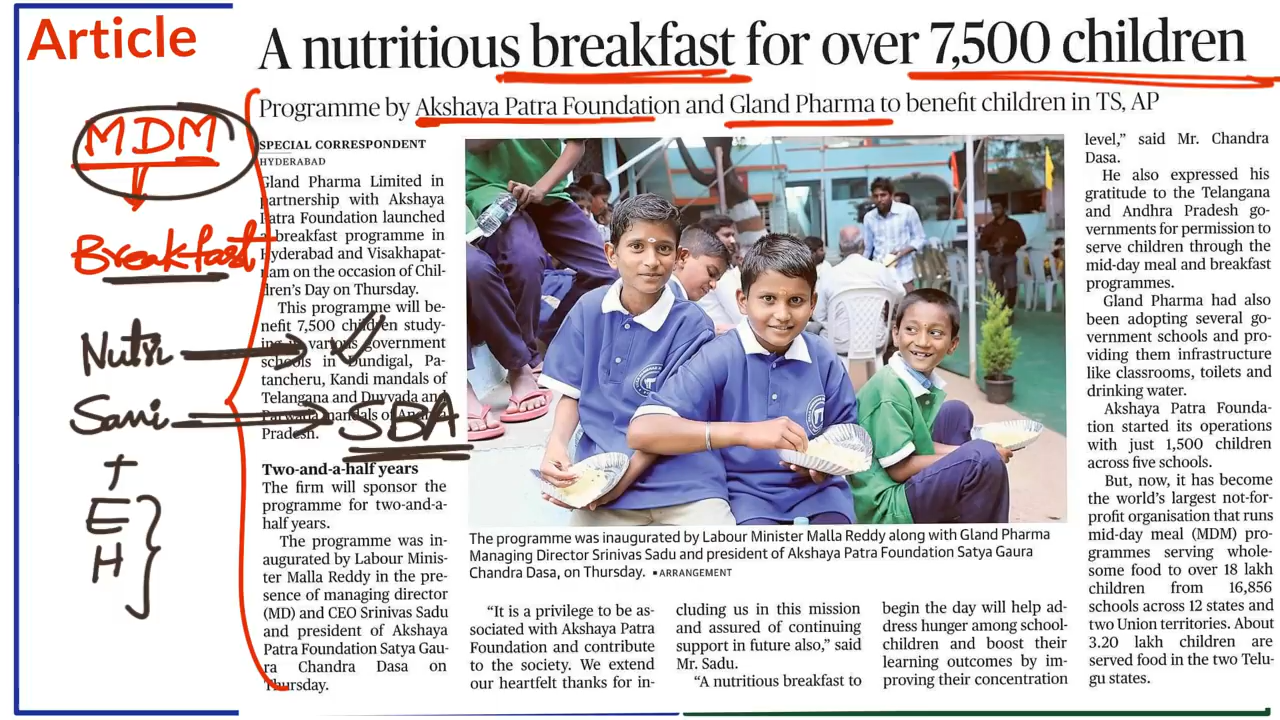 Article
A nutritious breakfast for over 7,500 children
Programme by Akshaya Patra Foundation and Gland Pharma to benefit children in TS, AP
MDM
Breakfast
Nutri
Sani
SBA
+
E
H
SPECIAL CORRESPONDENT
HYDERABAD
Gland Pharma Limited in
partnership with Akshaya
Patra Foundation launched
a breakfast programme in
Hyderabad and Visakhapat-
nam on the occasion of Chil-
dren's Day on Thursday.
This programme will be-
nefit 7,500 children study-
ing in various government
schools in Dundigal, Pa-
tancheru, Kandi mandals of
Telangana and Duvvada and
Parwada mandals of Andhra
Pradesh.
Two-and-a-half years
The firm will sponsor the
programme for two-and-a-
half years.
The programme was in-
augurated by Labour Minis-
ter Malla Reddy in the pre-
sence of managing director
(MD) and CEO Srinivas Sadu
and president of Akshaya
Patra Foundation Satya Gau-
ra Chandra Dasa on
Thursday.
The programme was inaugurated by Labour Minister Malla Reddy along with Gland Pharma
Managing Director Srinivas Sadu and president of Akshaya Patra Foundation Satya Gaura
Chandra Dasa, on Thursday. ▪ARRANGEMENT
"It is a privilege to be as-
sociated with Akshaya Patra
Foundation and contribute
to the society. We extend
our heartfelt thanks for in-
cluding us in this mission
and assured of continuing
support in future also," said
Mr. Sadu.
"A nutritious breakfast to
begin the day will help ad-
dress hunger among school-
children and boost their
learning outcomes by im-
proving their concentration
level," said Mr. Chandra
Dasa.
He also expressed his
gratitude to the Telangana
and Andhra Pradesh go-
vernments for permission to
serve children through the
mid-day meal and breakfast
programmes.
Gland Pharma had also
been adopting several go-
vernment schools and pro-
viding them infrastructure
like classrooms, toilets and
drinking water.
Akshaya Patra Founda-
tion started its operations
with just 1,500 children
across five schools.
But, now, it has become
the world's largest not-for-
profit organisation that runs
mid-day meal (MDM) pro-
grammes serving whole-
some food to over 18 lakh
children from 16,856
schools across 12 states and
two Union territories. About
3.20 lakh children are
served food in the two Telu-
gu states.